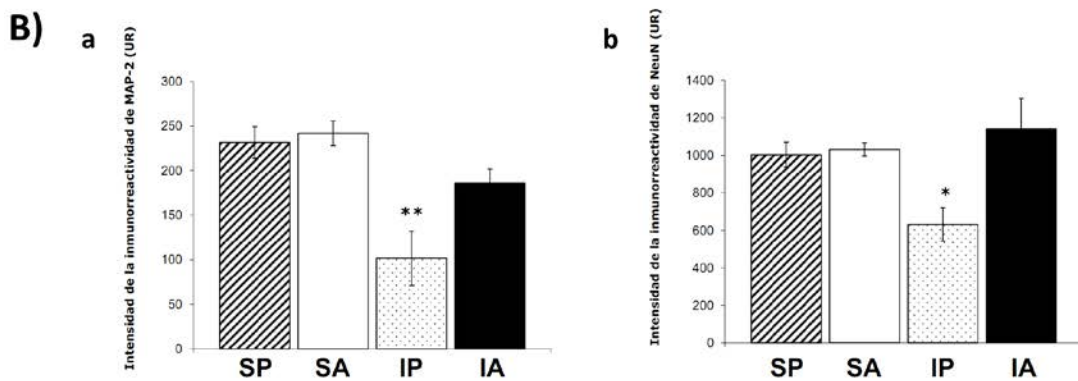 B)
a
Intensidad de la inmunorreactividad de MAP-2 (UR)
300
250
200
150
100
50
0
**
SP SA IP IA
b
Intensidad de la inmunorreactividad de NeuN (UR)
1400
1200
1000
800
600
400
200
0
*
SP SA IP IA